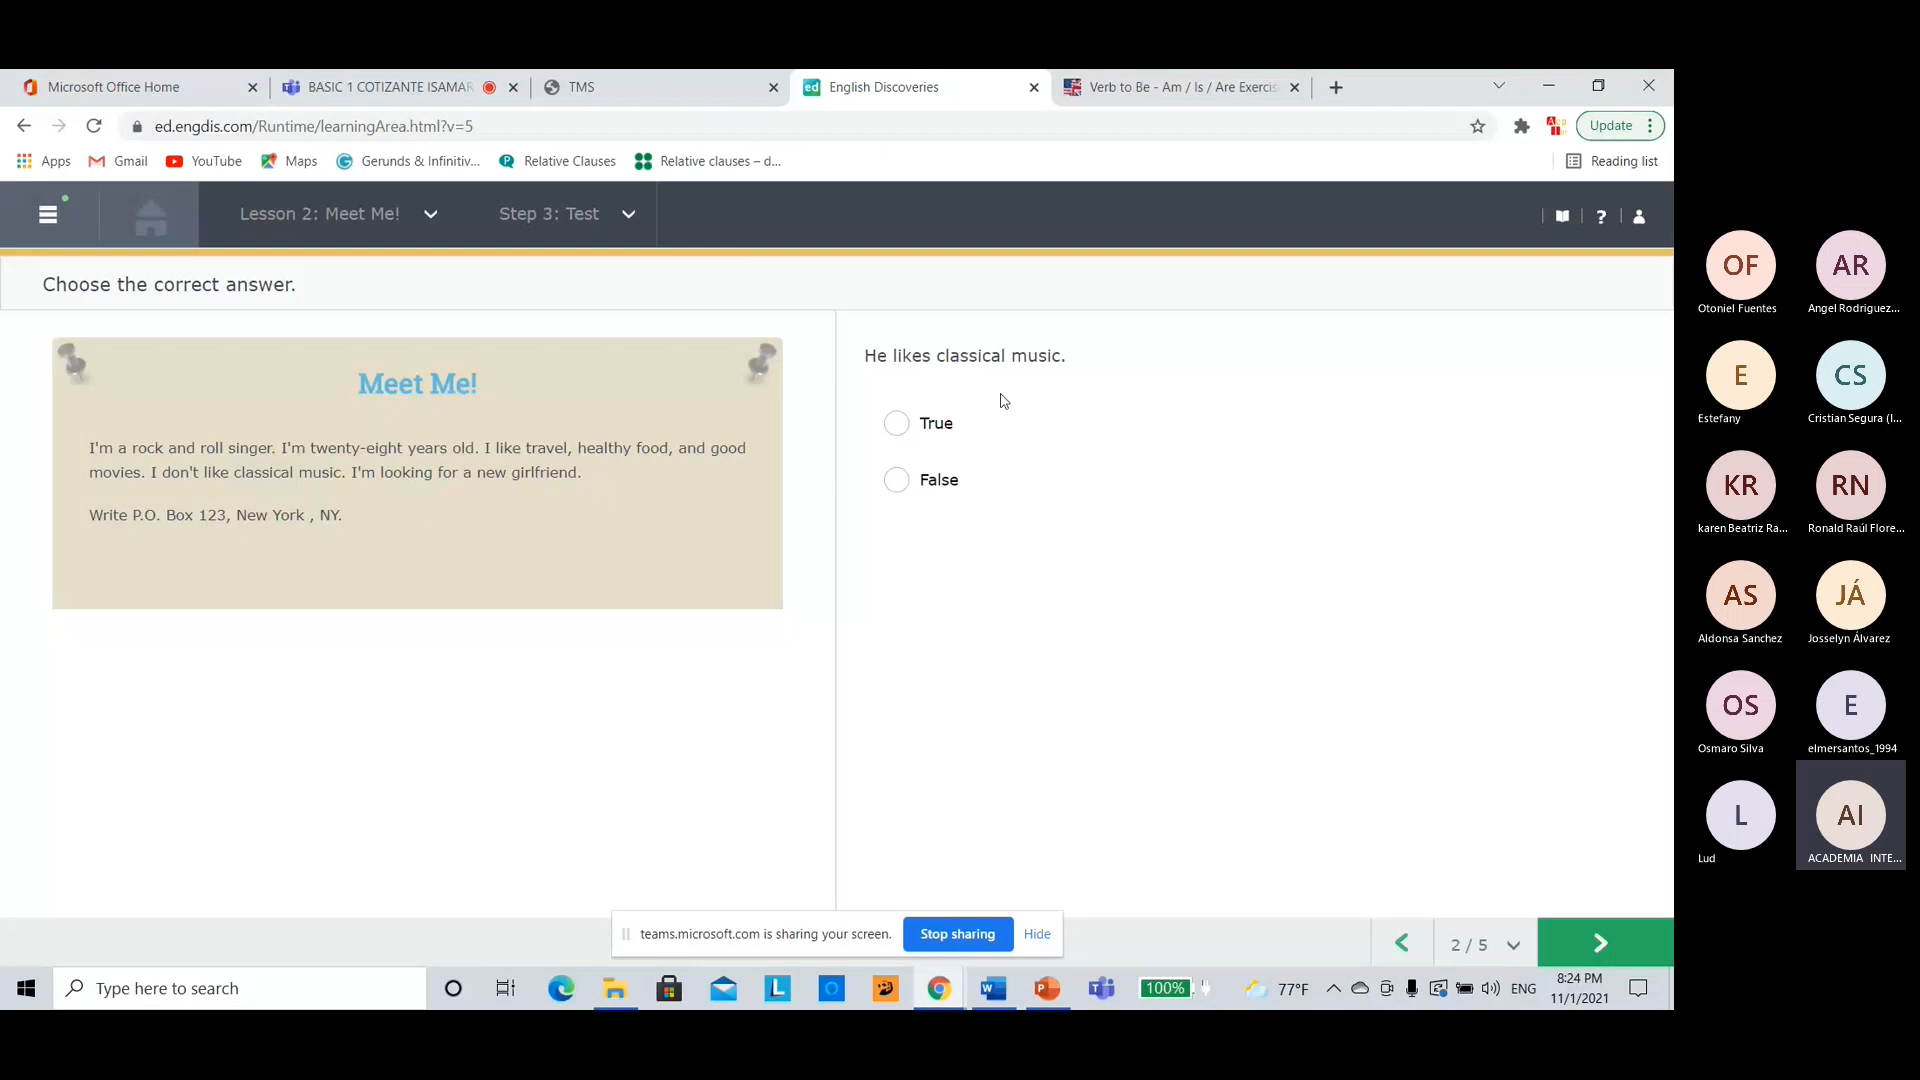 Microsoft Office Home
BASIC 1 COTIZANTE ISAMAR
TMS
English Discoveries
Verb to Be - Am / Is / Are Exercis
ed.engdis.com/Runtime/learningArea.html?v=5
Update
Apps
Gmail
YouTube
Maps
Gerunds & Infinitiv...
Relative Clauses
Relative clauses – d...
Reading list
Lesson 2: Meet Me!
Step 3: Test
?
Choose the correct answer.
Meet Me!
I'm a rock and roll singer. I'm twenty-eight years old. I like travel, healthy food, and good
movies. I don't like classical music. I'm looking for a new girlfriend.
Write P.O. Box 123, New York , NY.
He likes classical music.
True
False
teams.microsoft.com is sharing your screen.
Stop sharing
Hide
2 / 5
Type here to search
100%
77°F
ENG
8:24 PM
11/1/2021
OF
Otoniel Fuentes
AR
Angel Rodriguez...
E
Estefany
CS
Cristian Segura (I...
KR
karen Beatriz Ra...
RN
Ronald Raúl Flore...
AS
Aldonsa Sanchez
JÁ
Josselyn Álvarez
OS
Osmaro Silva
E
elmersantos_1994
L
Lud
AI
ACADEMIA INTE...